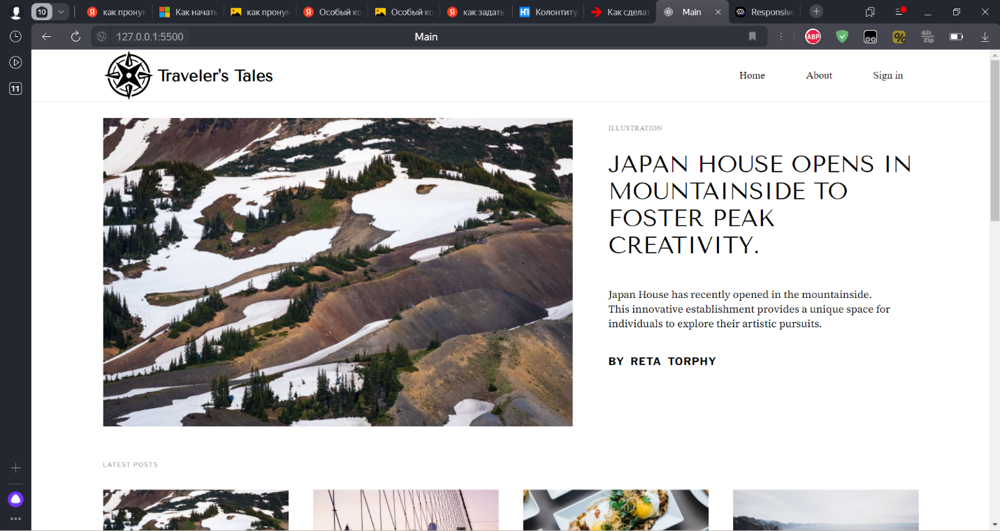 10
как пронун
Как начать
как пронун
Особый ко
Особый ко
как задать
Колонтиту
Как сделат
Main
Responsive
127.0.0.1:5500
Main
ABP
Git Zip
11
Traveler's Tales
Home
About
Sign in
ILLUSTRATION
JAPAN HOUSE OPENS IN
MOUNTAINSIDE TO
FOSTER PEAK
CREATIVITY.
Japan House has recently opened in the mountainside.
This innovative establishment provides a unique space for
individuals to explore their artistic pursuits.
BY RETA TORPHY
LATEST POSTS